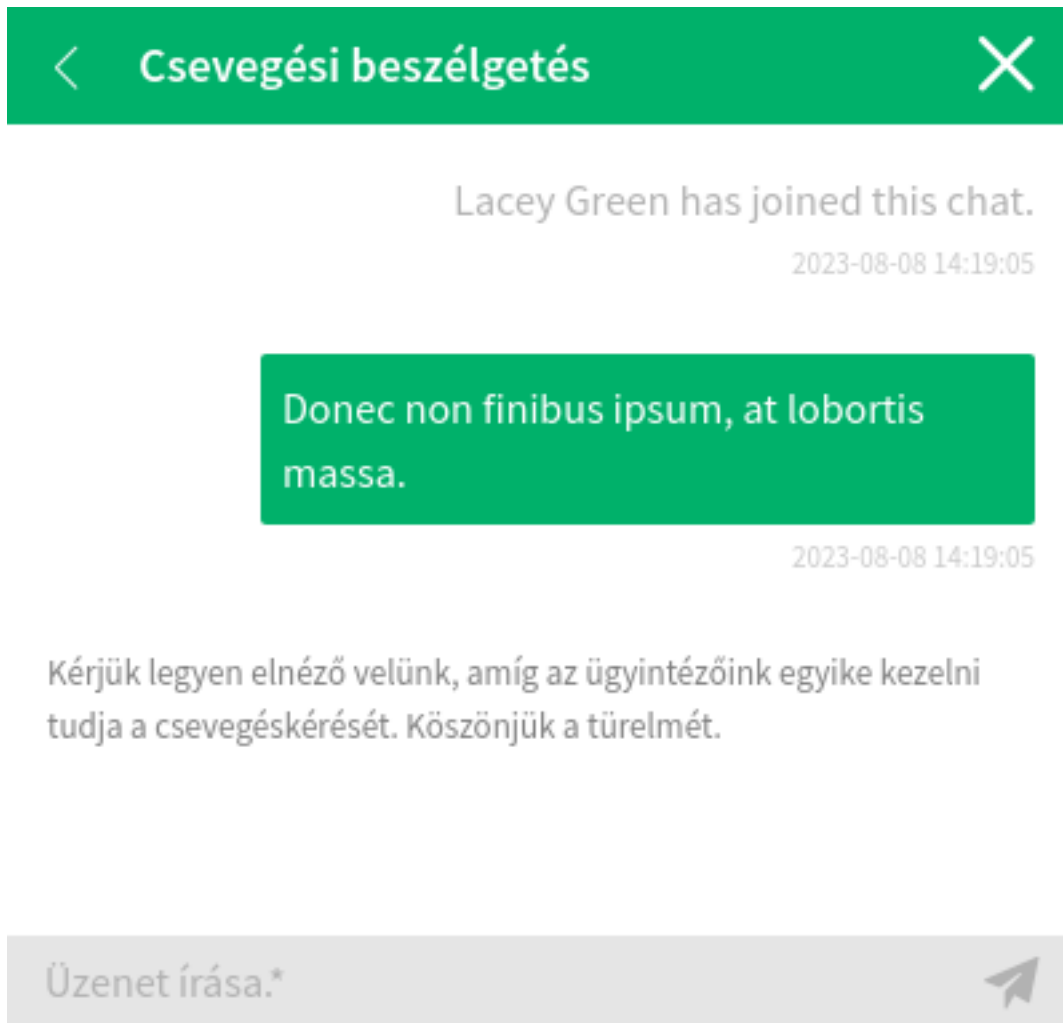 Csevegési beszélgetés
Lacey Green has joined this chat.
2023-08-08 14:19:05
Donec non finibus ipsum, at lobortis
massa.
2023-08-08 14:19:05
Kérjük legyen elnéző velünk, amíg az ügyintézőink egyike kezelni
tudja a csevegéskérését. Köszönjük a türelmét.
Üzenet írása.*